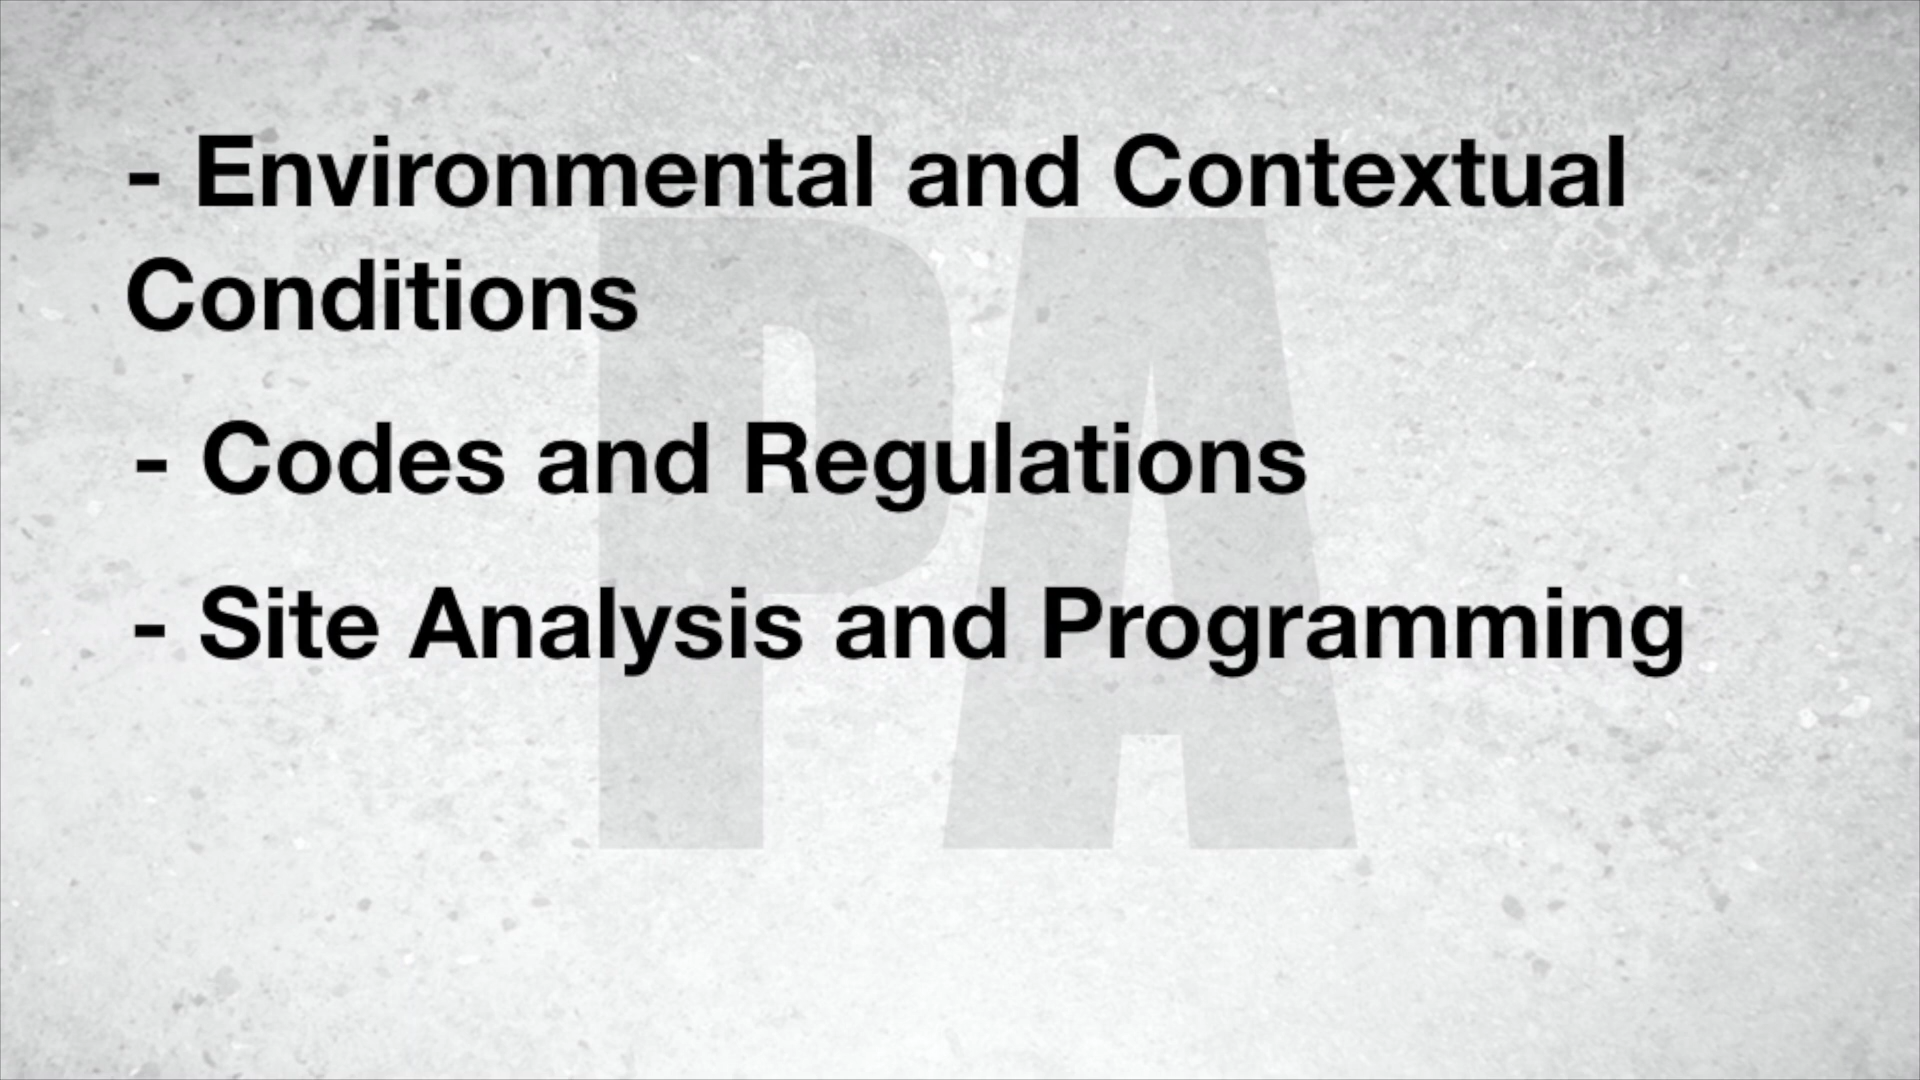 - Environmental and Contextual
Conditions
- Codes and Regulations
- Site Analysis and Programming
PA